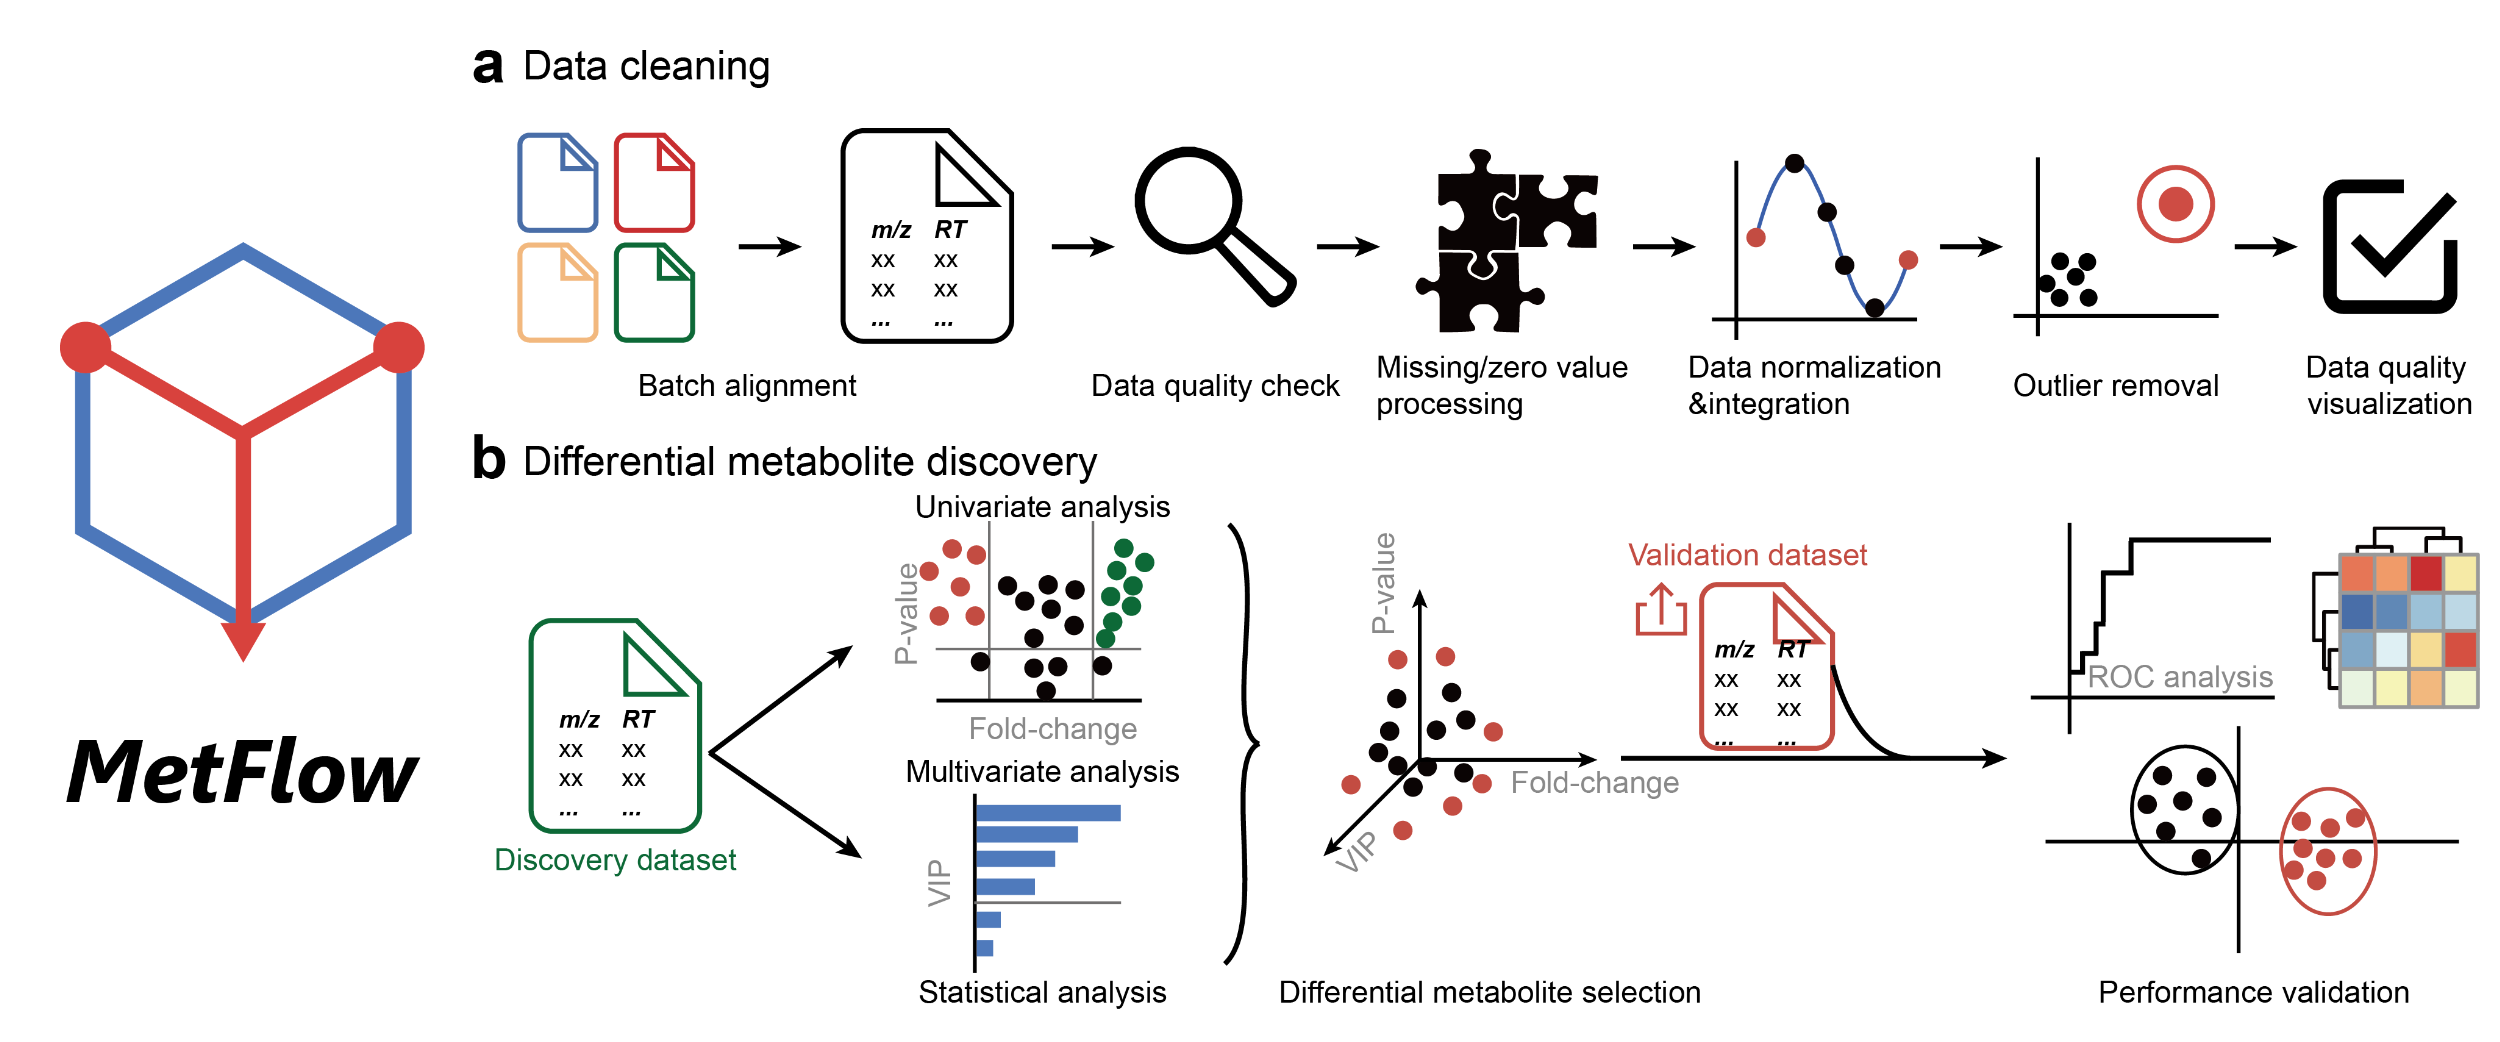 a Data cleaning
m/z RT
xx xx
xx xx
... ...
Batch alignment
Data quality check
Missing/zero value
processing
Data normalization
&integration
Outlier removal
Data quality
visualization
MetFlow
b Differential metabolite discovery
m/z RT
xx xx
xx xx
... ...
Discovery dataset
Univariate analysis
P-value
Fold-change
Multivariate analysis
VIP
Statistical analysis
P-value
Fold-change
VIP
Differential metabolite selection
Validation dataset
m/z RT
xx xx
xx xx
... ...
ROC analysis
Performance validation